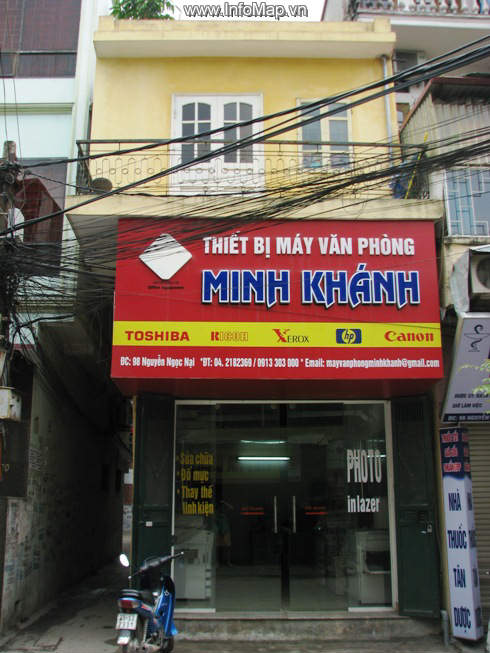 www.InfoMap.vn
THIẾT BỊ MÁY VĂN PHÒNG
MINH KHÁNH
TOSHIBA RICOH XEROX hp Canon
ĐC: 98 Nguyễn Ngọc Nại *ĐT: 04. 2182369 / 0913 303 000 * Email: mayvanphongminhkhanh@gmail.com
Sửa chữa
Đổ mực
Thay thế
linh kiện
PHOTO
in lazer
NHÀ
THUỐC
TÂN
DƯỢC